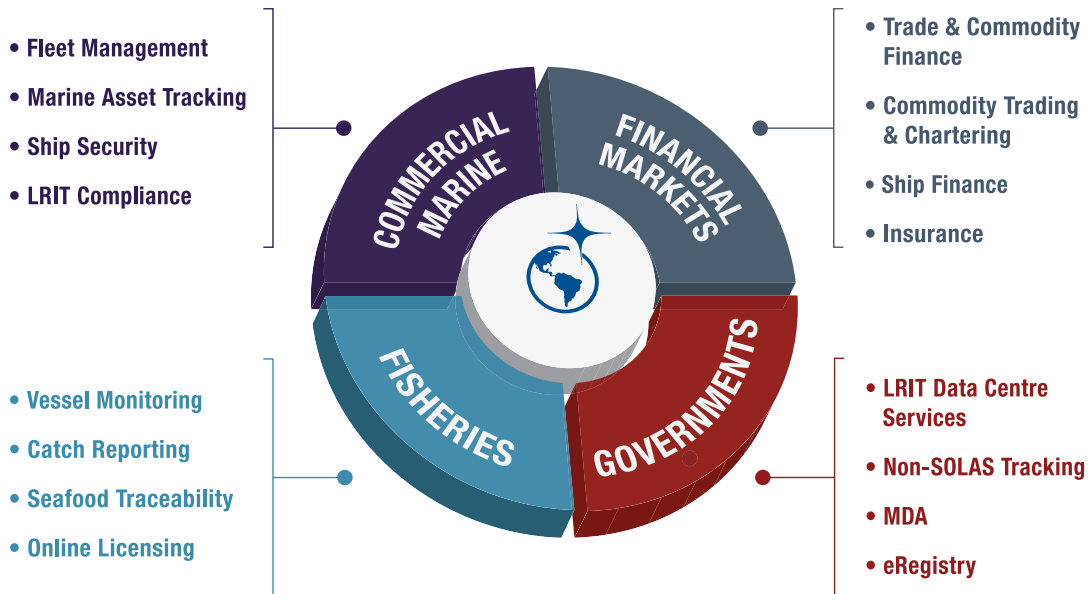 • Fleet Management
• Marine Asset Tracking
• Ship Security
• LRIT Compliance
COMMERCIAL
MARINE
FINANCIAL
MARKETS
• Trade & Commodity
Finance
• Commodity Trading
& Chartering
• Ship Finance
• Insurance
• Vessel Monitoring
• Catch Reporting
• Seafood Traceability
• Online Licensing
FISHERIES
GOVERNMENTS
• LRIT Data Centre
Services
• Non-SOLAS Tracking
• MDA
• eRegistry